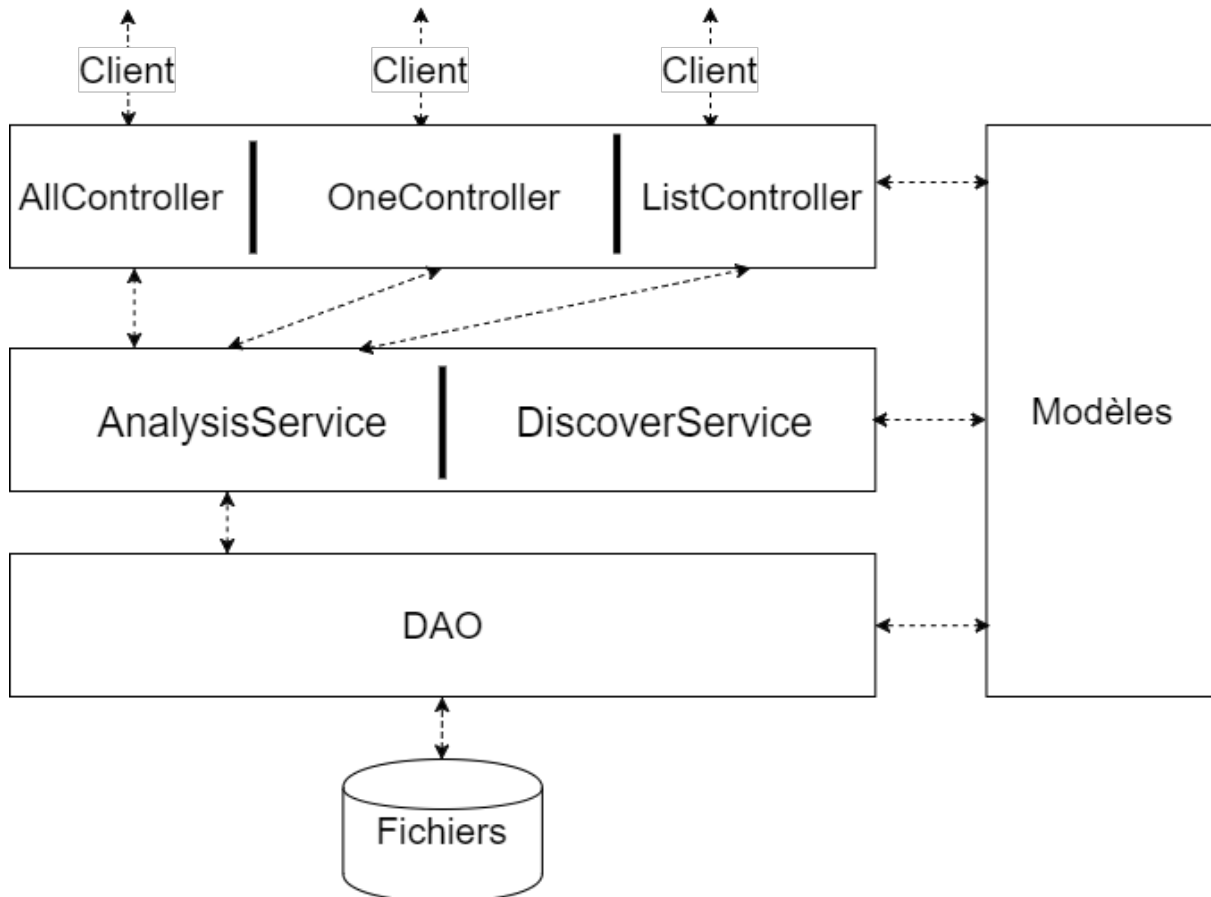 Client
Client
Client
AllController
OneController
ListController
AnalysisService
DiscoverService
Modèles
DAO
Fichiers